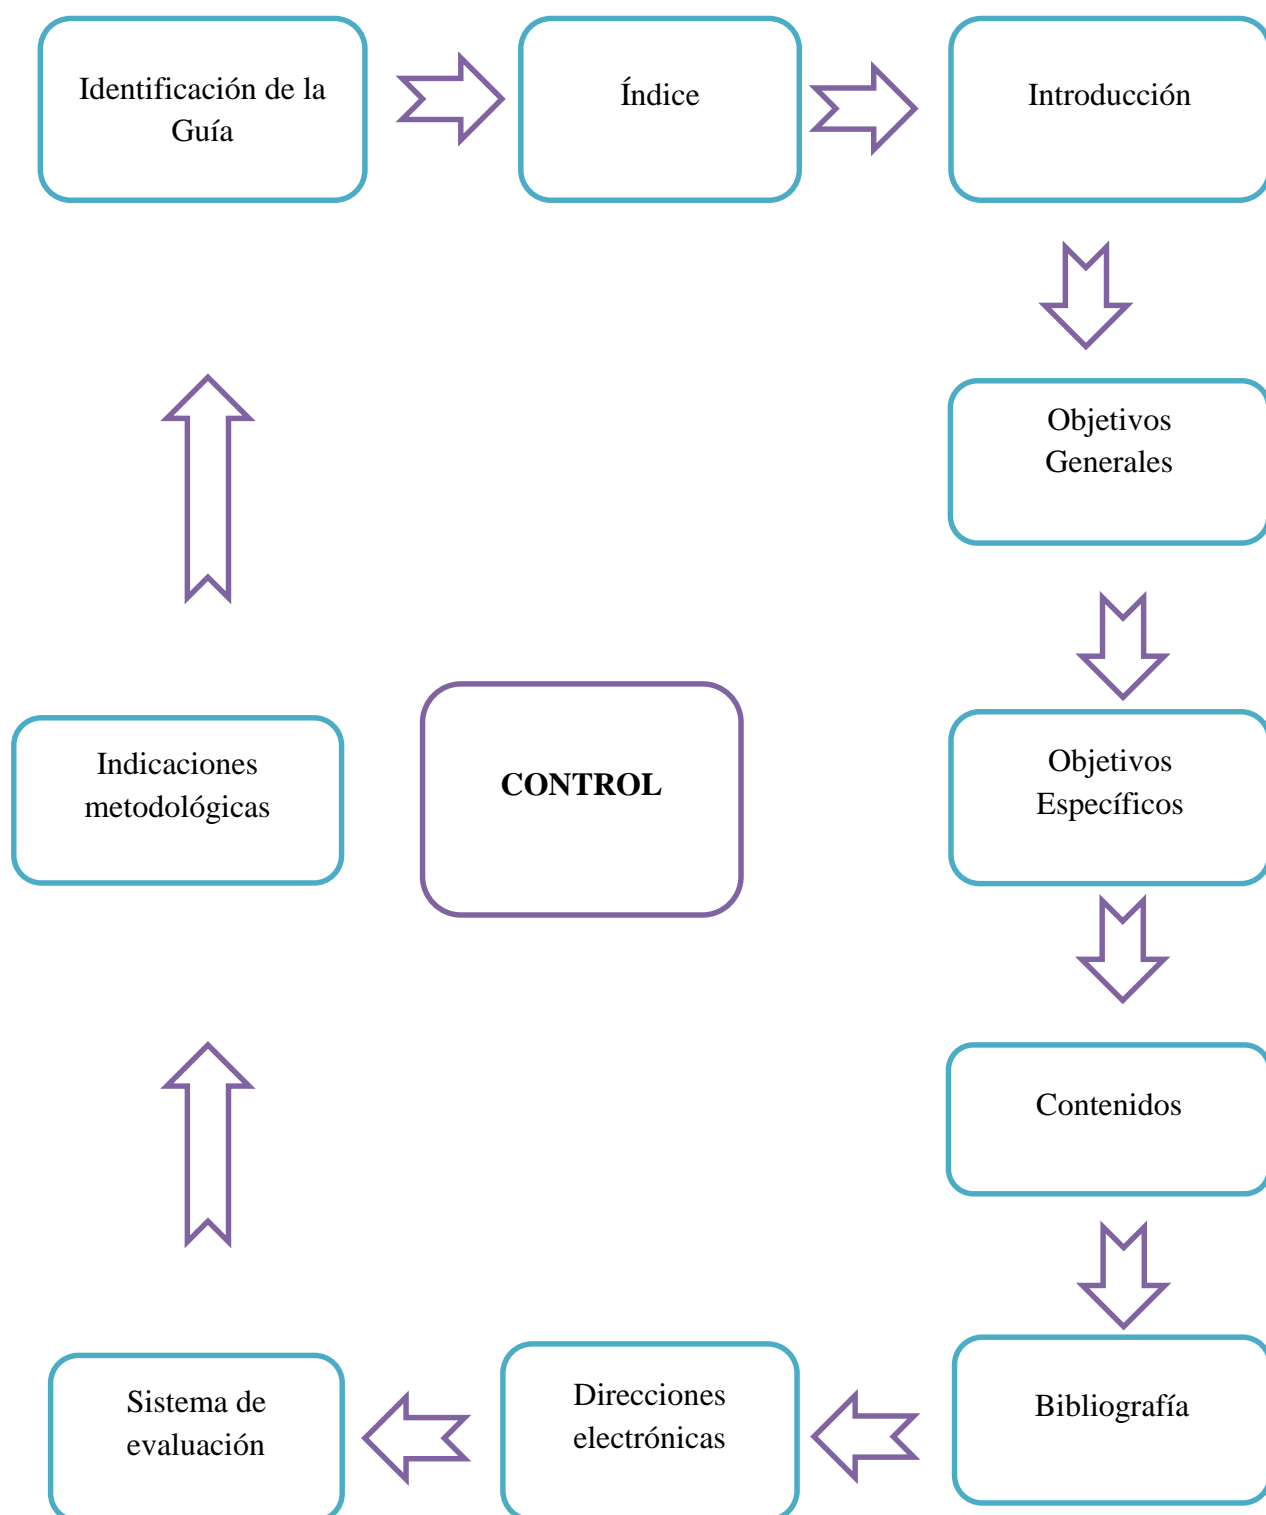 Identificación de la
Guía
Índice
Introducción
Objetivos
Generales
Objetivos
Específicos
Contenidos
Bibliografía
Direcciones
electrónicas
Sistema de
evaluación
Indicaciones
metodológicas
CONTROL